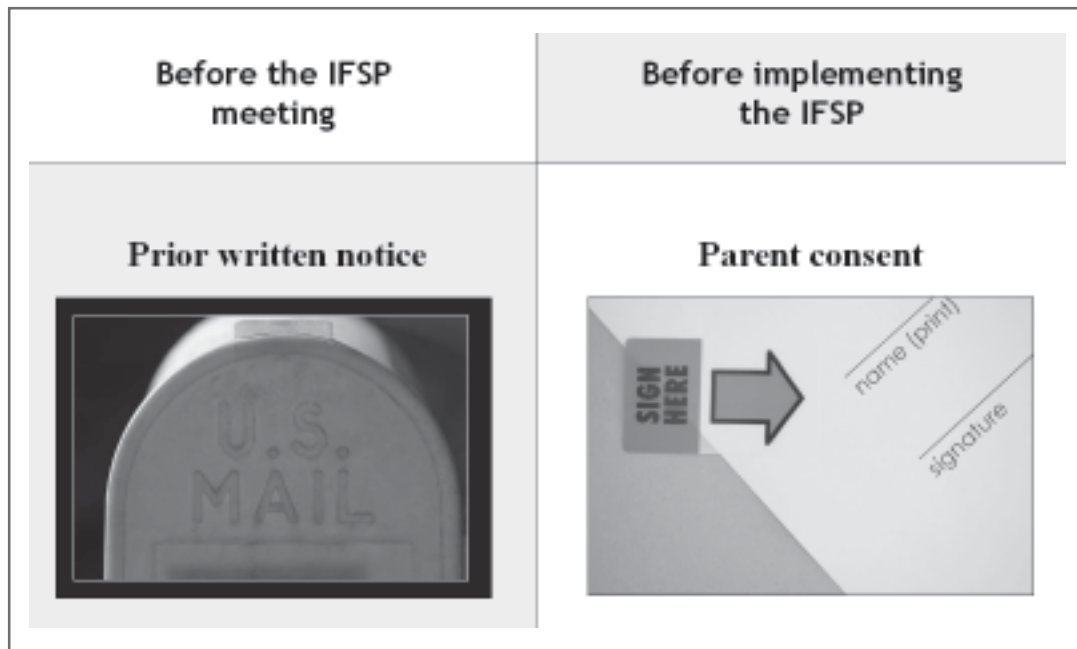 Before the IFSP
meeting
Before implementing
the IFSP
Prior written notice
Parent consent
U.S.
MAIL
SIGN
HERE
name (print)
signature